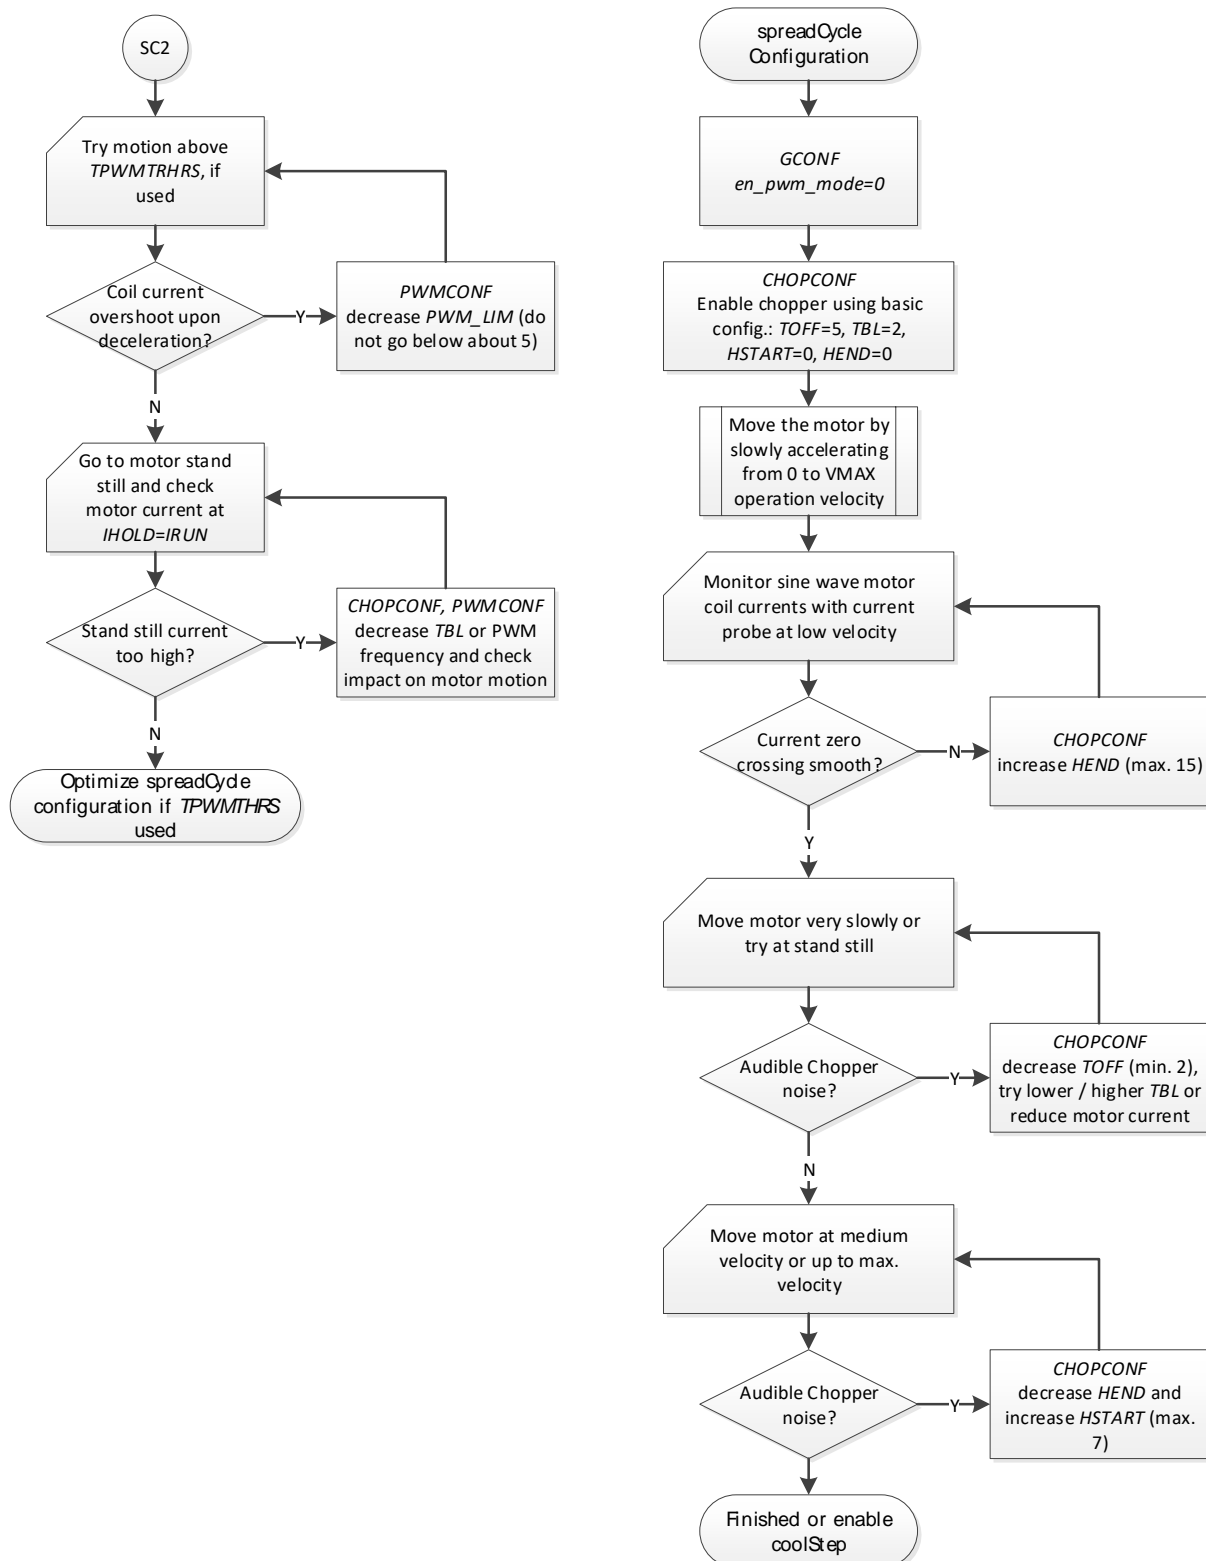 SC2
Try motion above
TPWMTRHRS, if
used
Coil current
overshoot upon
deceleration?
Y
PWMCONF
decrease PWM_LIM (do
not go below about 5)
N
Go to motor stand
still and check
motor current at
IHOLD=IRUN
Stand still current
too high?
Y
CHOPCONF, PWMCONF
decrease TBL or PWM
frequency and check
impact on motor motion
N
Optimize spreadCycle
configuration if TPWMTHRS
used
spreadCycle
Configuration
GCONF
en_pwm_mode=0
CHOPCONF
Enable chopper using basic
config.: TOFF=5, TBL=2,
HSTART=0, HEND=0
Move the motor by
slowly accelerating
from 0 to VMAX
operation velocity
Monitor sine wave motor
coil currents with current
probe at low velocity
Current zero
crossing smooth?
N
CHOPCONF
increase HEND (max. 15)
Y
Move motor very slowly or
try at stand still
Audible Chopper
noise?
Y
CHOPCONF
decrease TOFF (min. 2),
try lower / higher TBL or
reduce motor current
N
Move motor at medium
velocity or up to max.
velocity
Audible Chopper
noise?
Y
CHOPCONF
decrease HEND and
increase HSTART (max.
7)
Finished or enable
coolStep